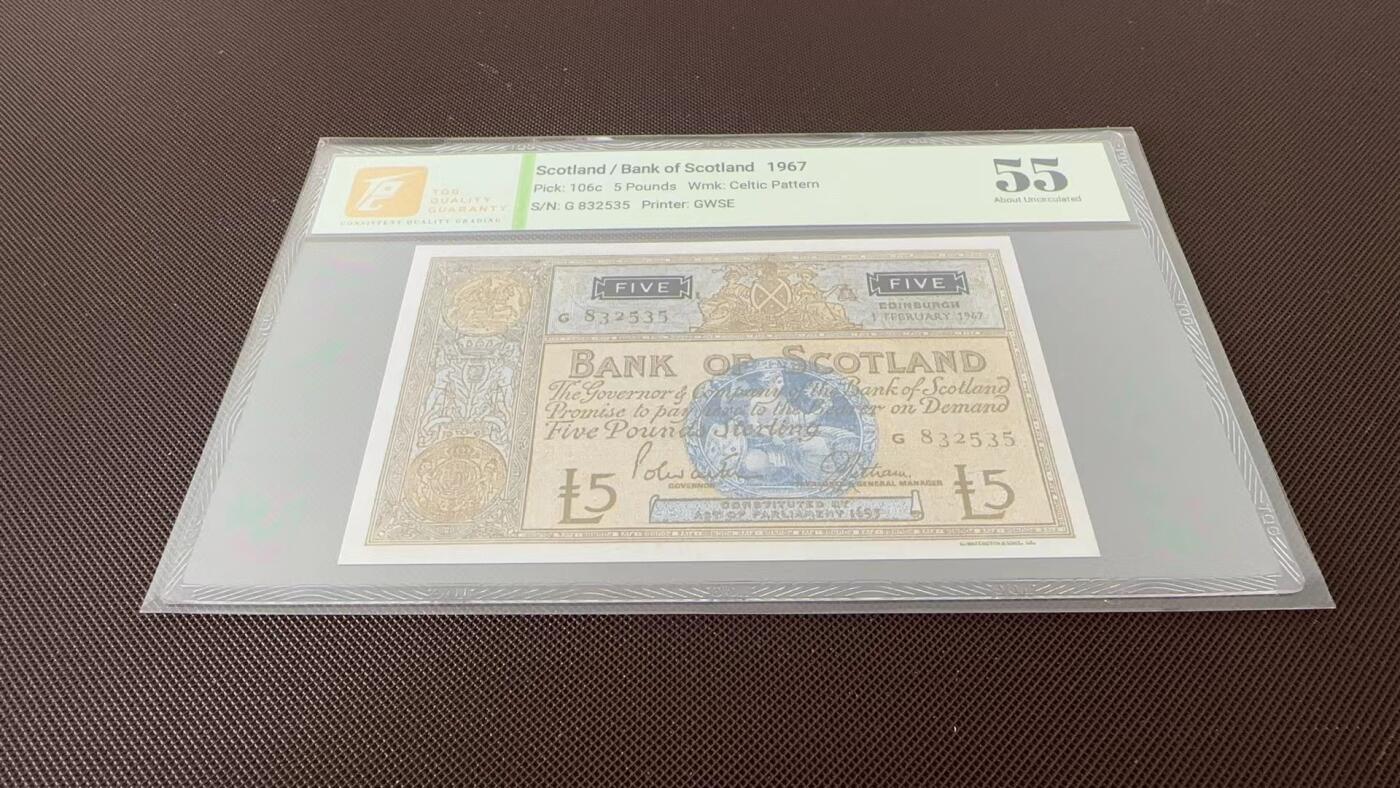 Scotland / Bank of Scotland 1967
Pick: 106c 5 Pounds Wmk: Celtic Pattern
S/N: G 832535 Printer: GWSE
TQG
QUALITY
GUARANTY
CONSISTENT QUALITY GRADING
55
About Uncirculated
FIVE
FIVE
G 832535
EDINBURGH
1 FEBRUARY 1967
BANK OF SCOTLAND
The Governor & Company of the Bank of Scotland
Promise to pay here to the Bearer on Demand
Five Pounds Sterling
G 832535
GOVERNOR
TREASURER & GENERAL MANAGER
£5
£5
CONSTITUTED BY
ACT OF PARLIAMENT 1695